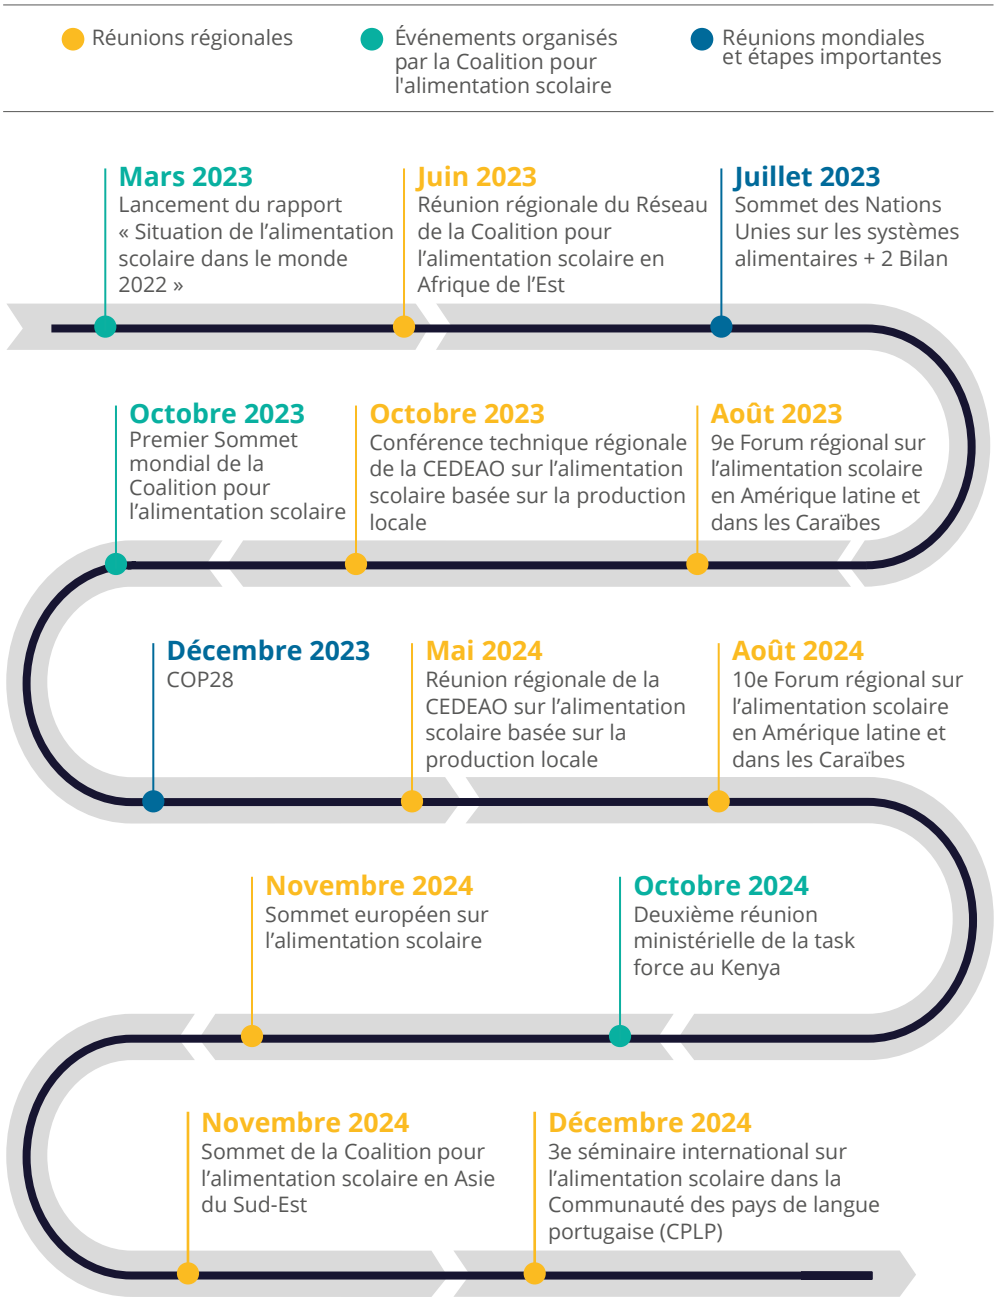 Réunions régionales
Événements organisés
par la Coalition pour
l'alimentation scolaire
Réunions mondiales
et étapes importantes
Mars 2023
Lancement du rapport
« Situation de l’alimentation
scolaire dans le monde
2022 »
Juin 2023
Réunion régionale du Réseau
de la Coalition pour
l’alimentation scolaire en
Afrique de l’Est
Juillet 2023
Sommet des Nations
Unies sur les systèmes
alimentaires + 2 Bilan
Août 2023
9e Forum régional sur
l’alimentation scolaire
en Amérique latine et
dans les Caraïbes
Octobre 2023
Conférence technique régionale
de la CEDEAO sur l’alimentation
scolaire basée sur la production
locale
Octobre 2023
Premier Sommet
mondial de la
Coalition pour
l’alimentation scolaire
Décembre 2023
COP28
Mai 2024
Réunion régionale de la
CEDEAO sur l’alimentation
scolaire basée sur la
production locale
Août 2024
10e Forum régional sur
l’alimentation scolaire
en Amérique latine et
dans les Caraïbes
Octobre 2024
Deuxième réunion
ministérielle de la task
force au Kenya
Novembre 2024
Sommet européen sur
l’alimentation scolaire
Novembre 2024
Sommet de la Coalition pour
l’alimentation scolaire en Asie
du Sud-Est
Décembre 2024
3e séminaire international sur
l’alimentation scolaire dans la
Communauté des pays de langue
portugaise (CPLP)